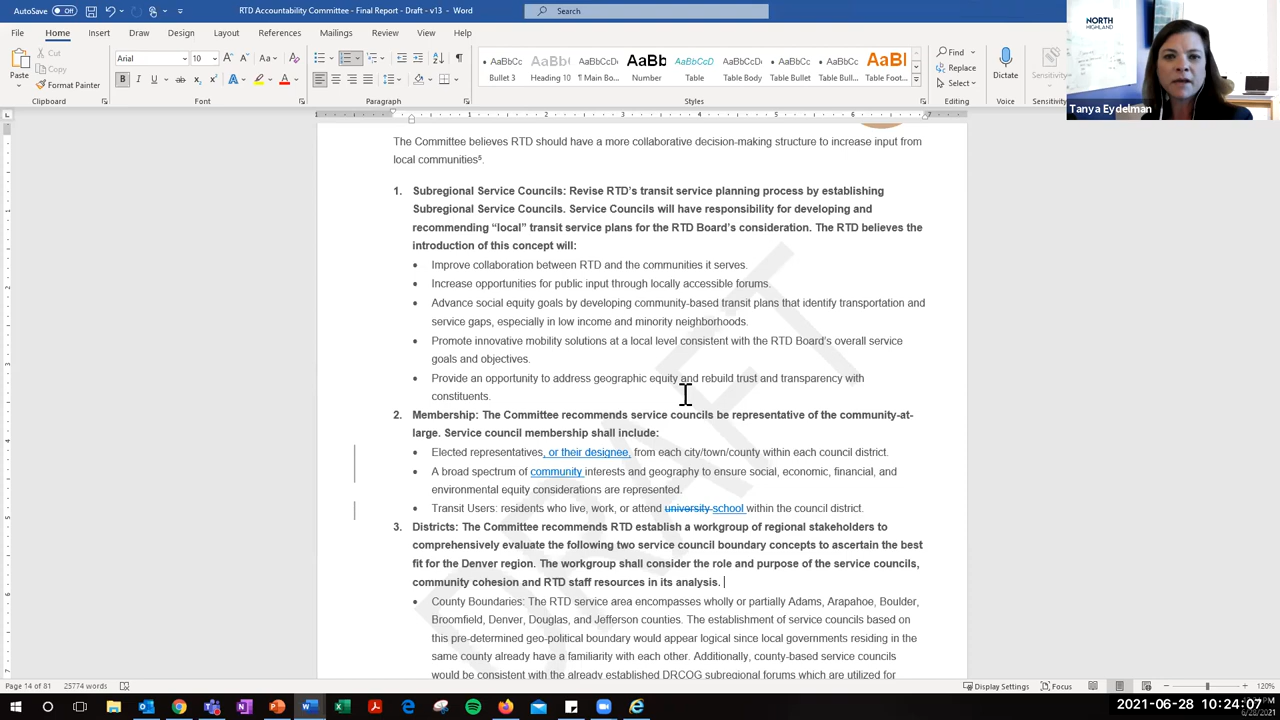 AutoSave Off
RTD Accountability Committee - Final - Draft - v13 - Word
Search
NORTH
HIGHLAND
Tanya Eydelman
File Home Insert Draw Design Layout References Mailings Review View Help
Paste
Cut
Copy
Format Painter
Clipboard
Arial
Font
Paragraph
AaBbCc AaBb( AaBbCcD( AaBb AaBbCcD AaBbCc AaBbCc AaBbCc AaBl
Bullet 3 Heading 10 ¶ Main Bo... Number Table Table Body Table Bullet Table Bull... Table Foot...
Styles
Find
Replace
Select
Editing
Dictate
Voice
Sensitivity
Sensitivity
The Committee believes RTD should have a more collaborative decision-making structure to increase input from
local communities⁵.
1. Subregional Service Councils: Revise RTD's transit service planning process by establishing
Subregional Service Councils. Service Councils will have responsibility for developing and
recommending “local” transit service plans for the RTD Board's consideration. The RTD believes the
introduction of this concept will:
• Improve collaboration between RTD and the communities it serves.
• Increase opportunities for public input through locally accessible forums.
• Advance social equity goals by developing community-based transit plans that identify transportation and
service gaps, especially in low income and minority neighborhoods.
• Promote innovative mobility solutions at a local level consistent with the RTD Board's overall service
goals and objectives.
• Provide an opportunity to address geographic equity and rebuild trust and transparency with
constituents.
2. Membership: The Committee recommends service councils be representative of the community-at-
large. Service council membership shall include:
• Elected representatives, or their designee, from each city/town/county within each council district.
• A broad spectrum of community interests and geography to ensure social, economic, financial, and
environmental equity considerations are represented.
• Transit Users: residents who live, work, or attend university school within the council district.
3. Districts: The Committee recommends RTD establish a workgroup of regional stakeholders to
comprehensively evaluate the following two service council boundary concepts to ascertain the best
fit for the Denver region. The workgroup shall consider the role and purpose of the service councils,
community cohesion and RTD staff resources in its analysis.
• County Boundaries: The RTD service area encompasses wholly or partially Adams, Arapahoe, Boulder,
Broomfield, Denver, Douglas, and Jefferson counties. The establishment of service councils based on
this pre-determined geo-political boundary would appear logical since local governments residing in the
same county already have a familiarity with each other. Additionally, county-based service councils
would be consistent with the already established DRCOG subregional forums which are utilized for
DRAFT
Page 14 of 81 25774 words
Display Settings Focus 120%
2021-06-28 10:24:07